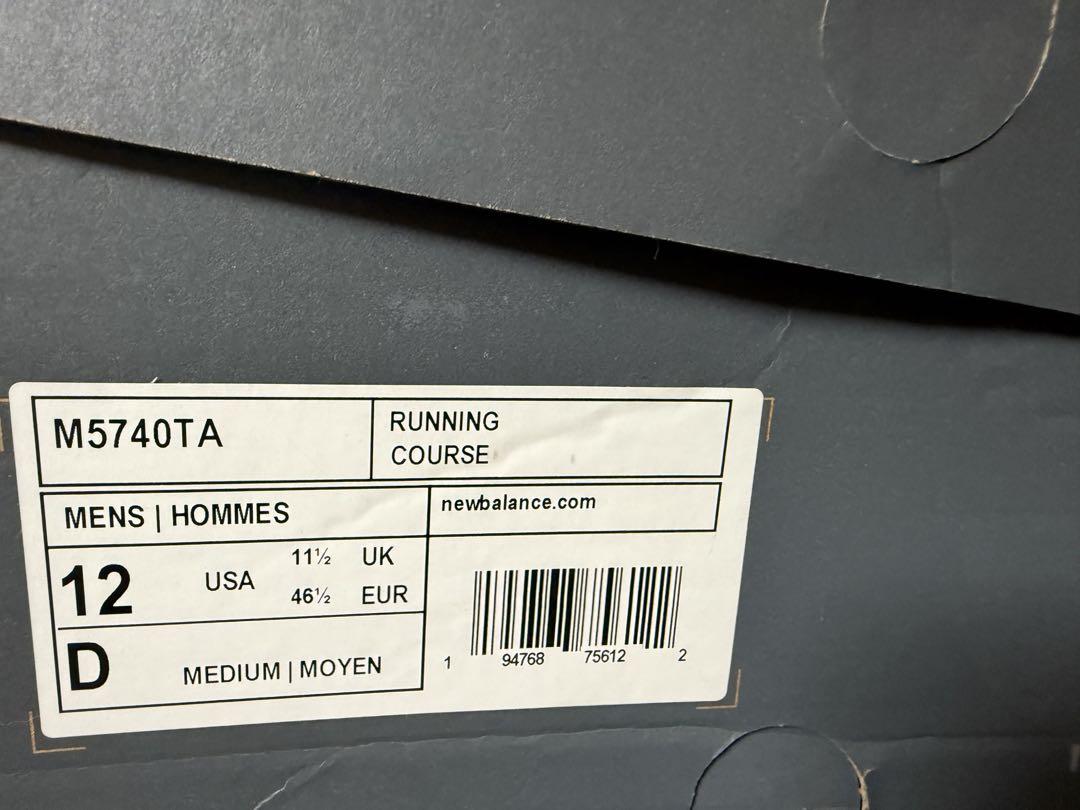 M5740TA
RUNNING
COURSE
MENS | HOMMES
newbalance.com
12 USA 11½ UK
46½ EUR
D MEDIUM | MOYEN
1 94768 75612 2